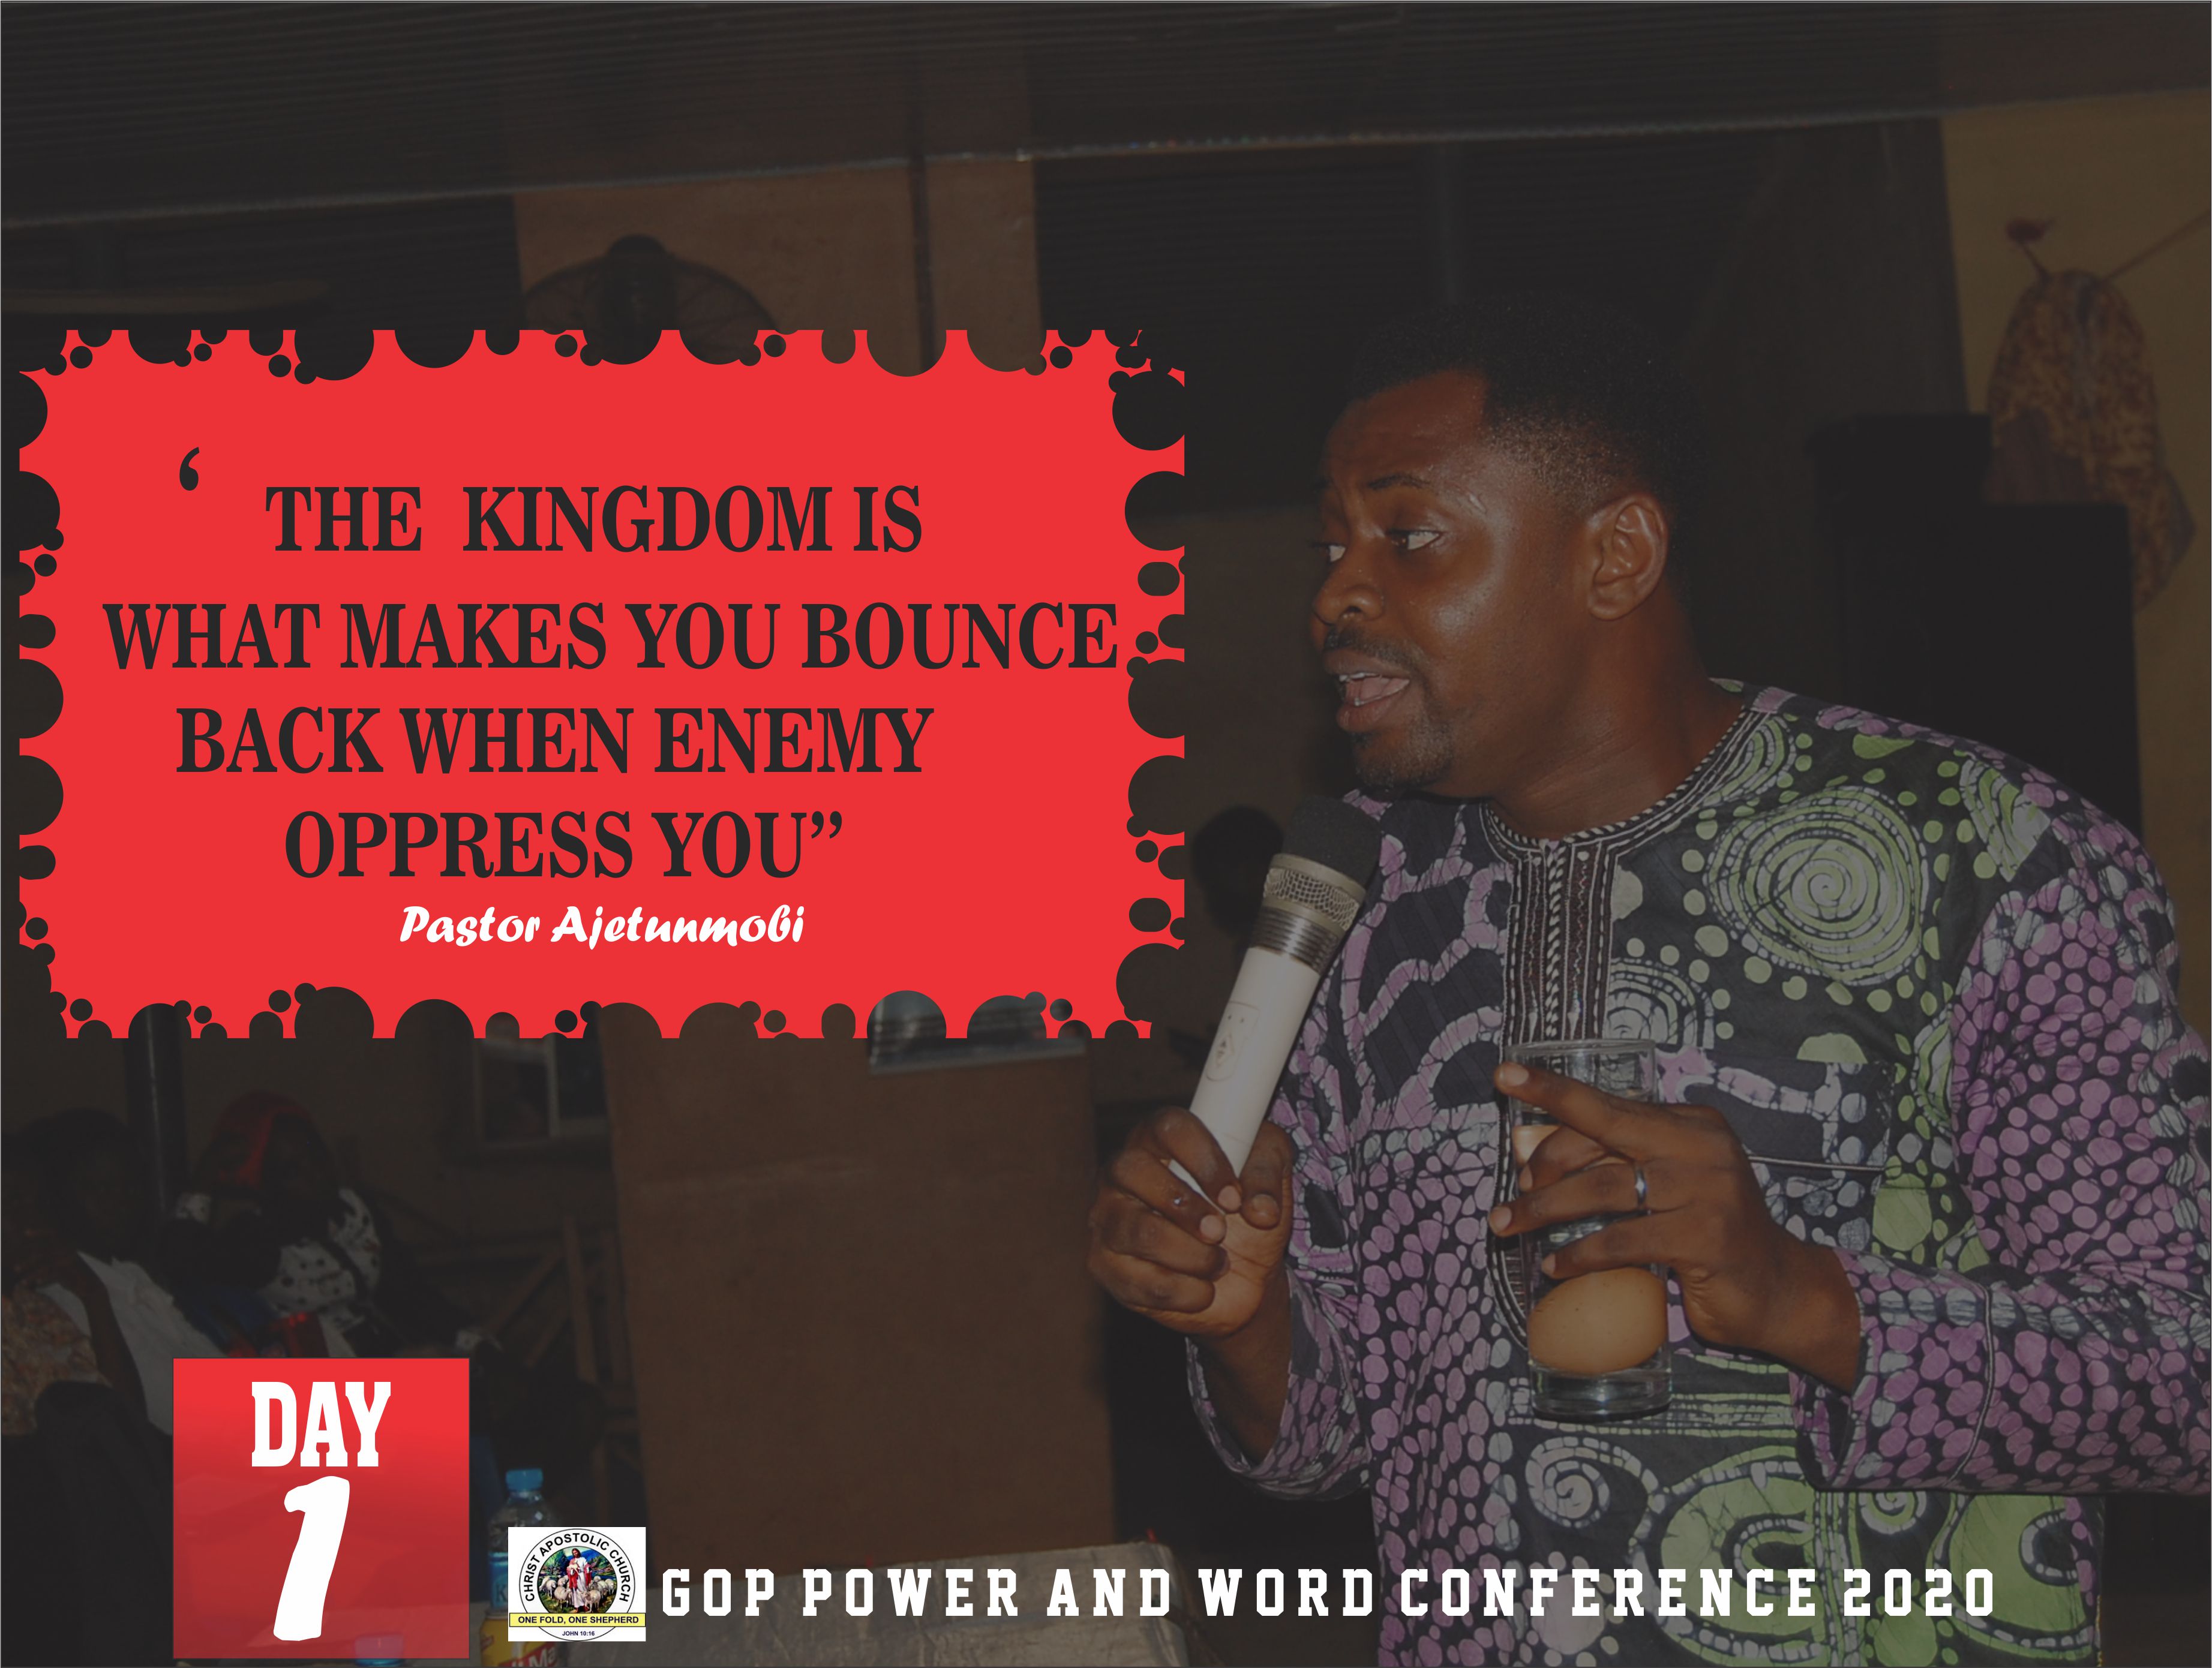 ‘ THE KINGDOM IS
WHAT MAKES YOU BOUNCE
BACK WHEN ENEMY
OPPRESS YOU”
Pastor Ajetunmobi
DAY
1
CHRIST APOSTOLIC CHURCH
ONE FOLD, ONE SHEPHERD
JOHN 10:16
GOP POWER AND WORD CONFERENCE 2020